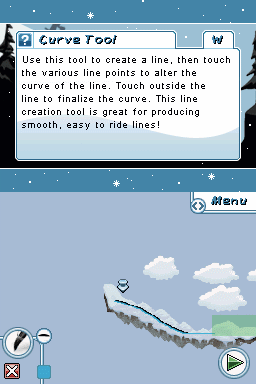 ? Curve Tool W
Use this tool to create a line, then touch
the various line points to alter the
curve of the line. Touch outside the
line to finalize the curve. This line
creation tool is great for producing
smooth, easy to ride lines!
Menu